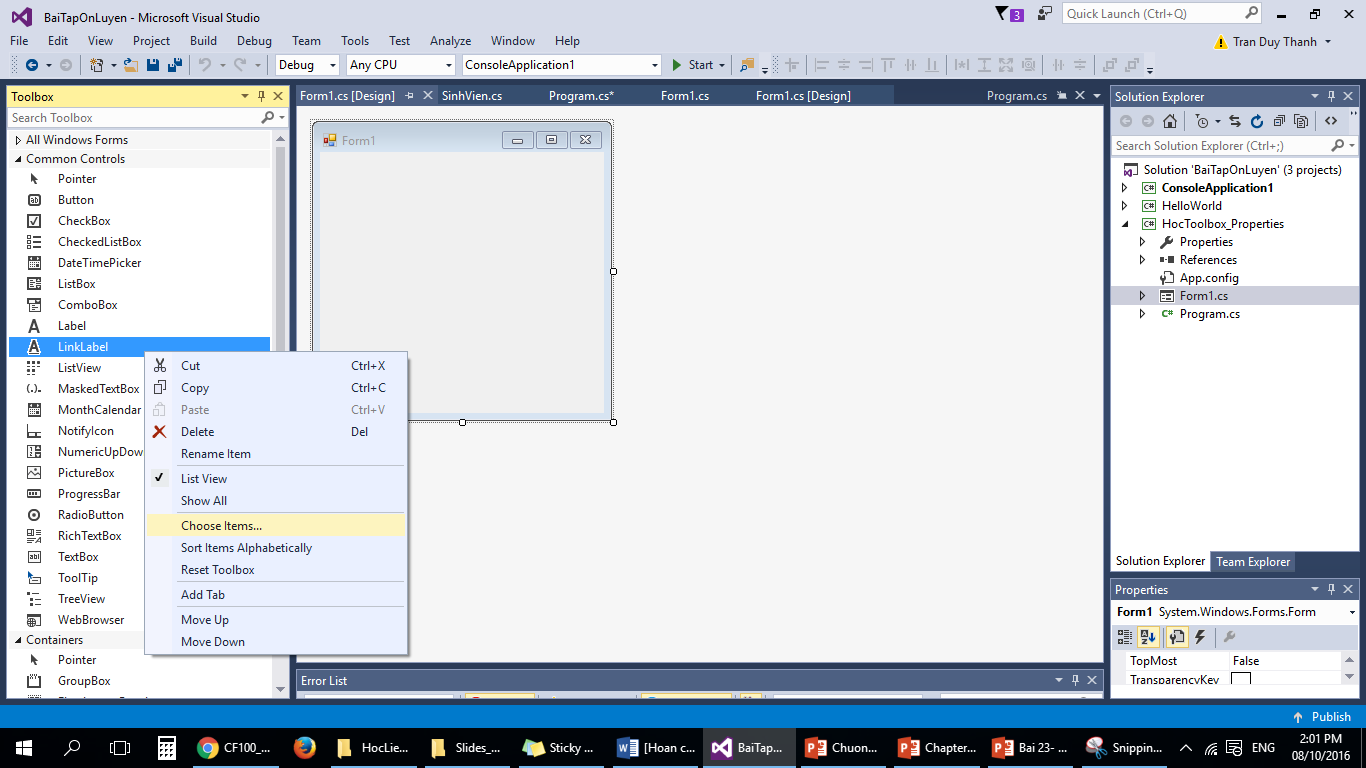 BaiTapOnLuyen - Microsoft Visual Studio
3
Quick Launch (Ctrl+Q)
File Edit View Project Build Debug Team Tools Test Analyze Window Help
Tran Duy Thanh
Debug Any CPU ConsoleApplication1 Start
Toolbox
Search Toolbox
All Windows Forms
Common Controls
Pointer
Button
CheckBox
CheckedListBox
DateTimePicker
ListBox
ComboBox
Label
LinkLabel
ListView
MaskedTextBox
MonthCalendar
NotifyIcon
NumericUpDow
PictureBox
ProgressBar
RadioButton
RichTextBox
TextBox
ToolTip
TreeView
WebBrowser
Containers
Pointer
GroupBox
Cut Ctrl+X
Copy Ctrl+C
Paste Ctrl+V
Delete Del
Rename Item
List View
Show All
Choose Items...
Sort Items Alphabetically
Reset Toolbox
Add Tab
Move Up
Move Down
Form1.cs [Design] SinhVien.cs Program.cs* Form1.cs Form1.cs [Design] Program.cs
Form1
Error List
Solution Explorer
Search Solution Explorer (Ctrl+;)
Solution 'BaiTapOnLuyen' (3 projects)
C# ConsoleApplication1
C# HelloWorld
C# HocToolbox_Properties
Properties
References
App.config
Form1.cs
C# Program.cs
Solution Explorer Team Explorer
Properties
Form1 System.Windows.Forms.Form
TopMost False
TransparencyKey
Publish
CF100_... HocLie... Slides_... Sticky ... [Hoan c... BaiTap... Chuon... Chapter... Bai 23- ... Snippin... ENG
2:01 PM
08/10/2016